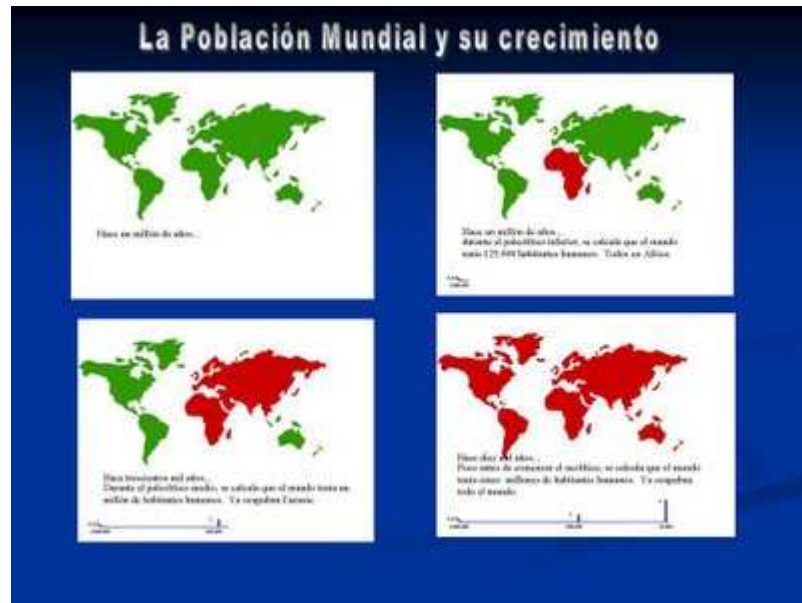 La Población Mundial y su crecimiento
Hace un millón de años...
Hace un millón de años...
durante el paleolítico inferior, se calcula que el mundo
tenía 125.000 habitantes humanos. Todos en África.
Hace trescientos mil años...
Durante el paleolítico medio, se calcula que el mundo tenía un
millón de habitantes humanos. Ya ocupaban Eurasia.
Hace diez mil años...
Poco antes de comenzar el neolítico, se calcula que el mundo
tenía millones de habitantes humanos. Ya ocupaban
todo el mundo.